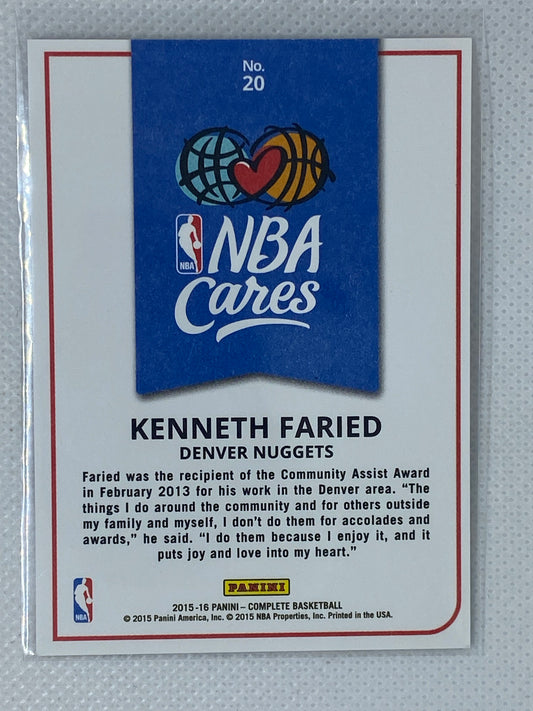 No.
20
NBA
NBA
Cares
KENNETH FARIED
DENVER NUGGETS
Faried was the recipient of the Community Assist Award
in February 2013 for his work in the Denver area. “The
things I do around the community and for others outside
my family and myself, I don’t do them for accolades and
awards,” he said. “I do them because I enjoy it, and it
puts joy and love into my heart.”
PANINI
NBA
2015-16 PANINI – COMPLETE BASKETBALL
© 2015 Panini America, Inc. © 2015 NBA Properties, Inc. Printed in the USA.